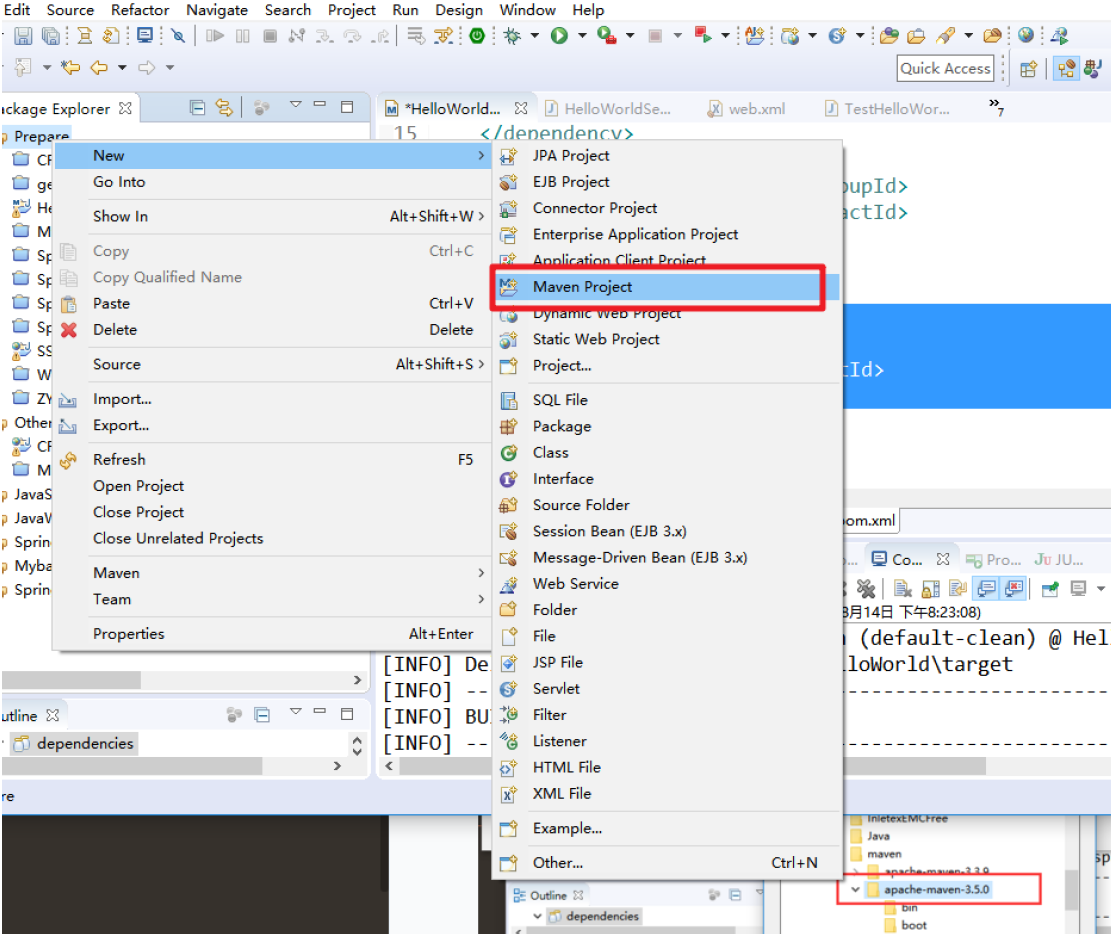 Edit Source Refactor Navigate Search Project Run Design Window Help
Quick Access
ackage Explorer
*HelloWorld... HelloWorldSe... web.xml TestHelloWor... »7
Prepare
15 </dependency>
New
Go Into
Show In Alt+Shift+W >
Copy Ctrl+C
Copy Qualified Name
Paste Ctrl+V
Delete Delete
Source Alt+Shift+S >
Import...
Export...
Refresh F5
Open Project
Close Project
Close Unrelated Projects
Maven
Team
Properties Alt+Enter
JPA Project
EJB Project
Connector Project
Enterprise Application Project
Application Client Project
Maven Project
Dynamic Web Project
Static Web Project
Project...
SQL File
Package
Class
Interface
Source Folder
Session Bean (EJB 3.x)
Message-Driven Bean (EJB 3.x)
Web Service
Folder
File
JSP File
Servlet
Filter
Listener
HTML File
XML File
Example...
Other... Ctrl+N
CF
ge
He
M
Sp
Sp
Sp
Sp
SS
W
ZY
Other
CF
M
JavaS
JavaW
Sprin
Myba
Sprin
oupId>
actId>
tId>
om.xml
Co... Pro... JU...
8月14日 下午8:23:08)
n (default-clean) @ Hel
[INFO] De lloWorld\target
[INFO] -- ------------------------
[INFO] BU
[INFO] -- ------------------------
utline
dependencies
re
InletexEMCFree
Java
maven
apache-maven-3.3.9
apache-maven-3.5.0
bin
boot
Outline
dependencies
sp